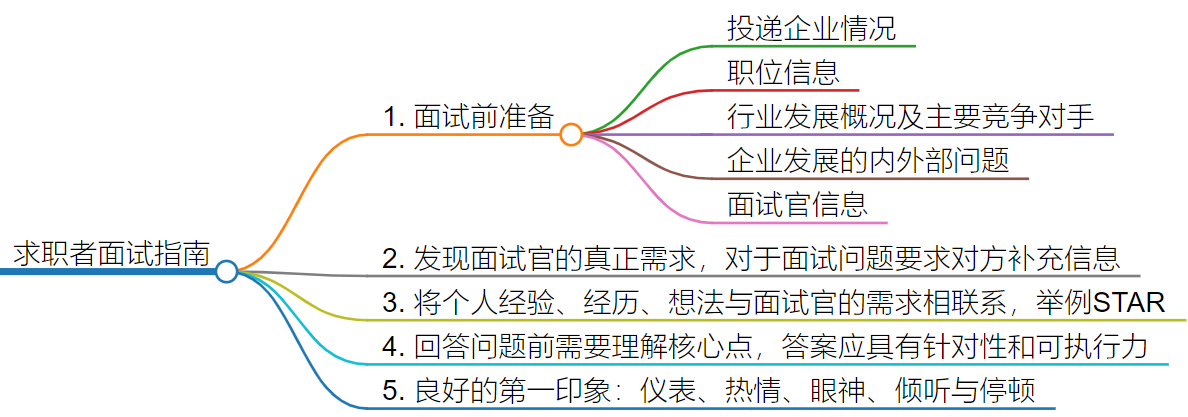 投递企业情况
职位信息
1. 面试前准备
行业发展概况及主要竞争对手
企业发展的内外部问题
面试官信息
求职者面试指南
2. 发现面试官的真正需求，对于面试问题要求对方补充信息
3. 将个人经验、经历、想法与面试官的需求相联系，举例STAR
4. 回答问题前需要理解核心点，答案应具有针对性和可执行力
5. 良好的第一印象：仪表、热情、眼神、倾听与停顿